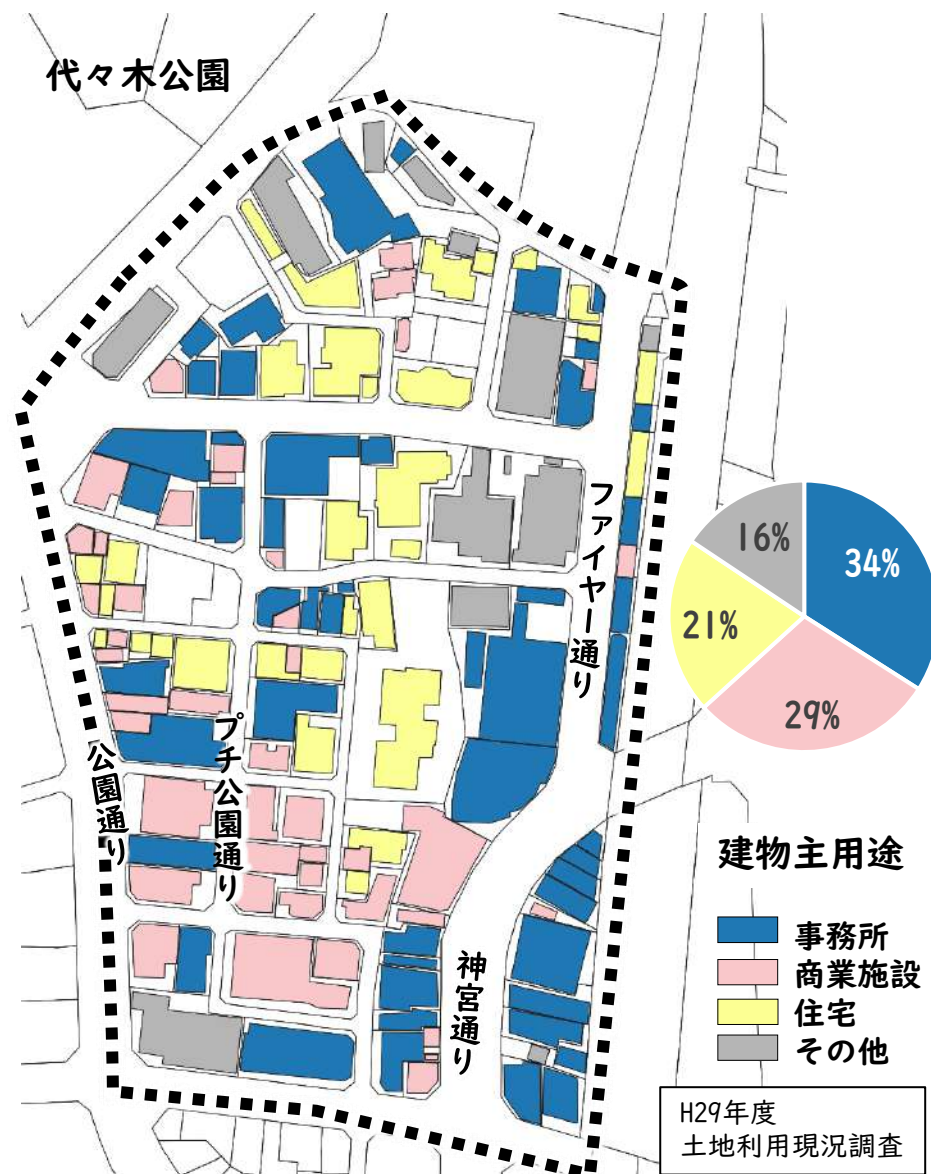 代々木公園
ファイヤー通り
16%
34%
21%
29%
プチ公園通り
公園通り
神宮通り
建物主用途
事務所
商業施設
住宅
その他
H29年度
土地利用現況調査